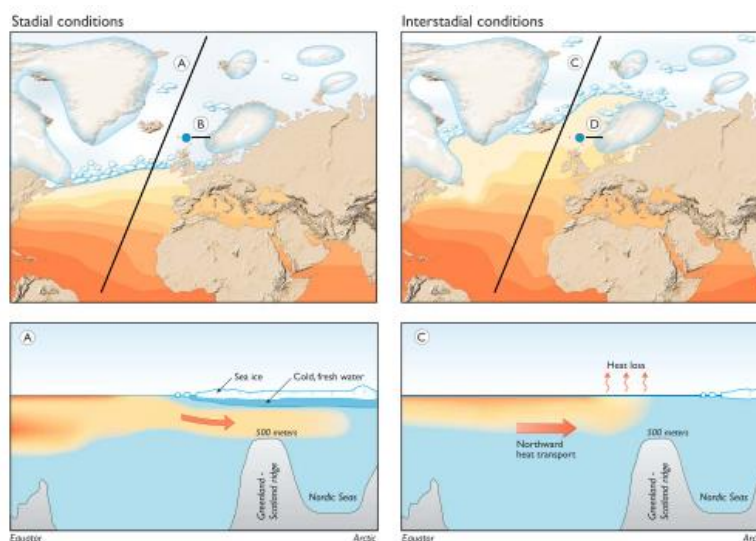 Stadial conditions
Interstadial conditions
A
B
C
D
A
Sea ice
Cold, fresh water
500 meters
Greenland -
Scotland ridge
Nordic Seas
Equator
Arctic
C
Heat loss
Northward
heat transport
500 meters
Greenland -
Scotland ridge
Nordic Seas
Equator
Arctic